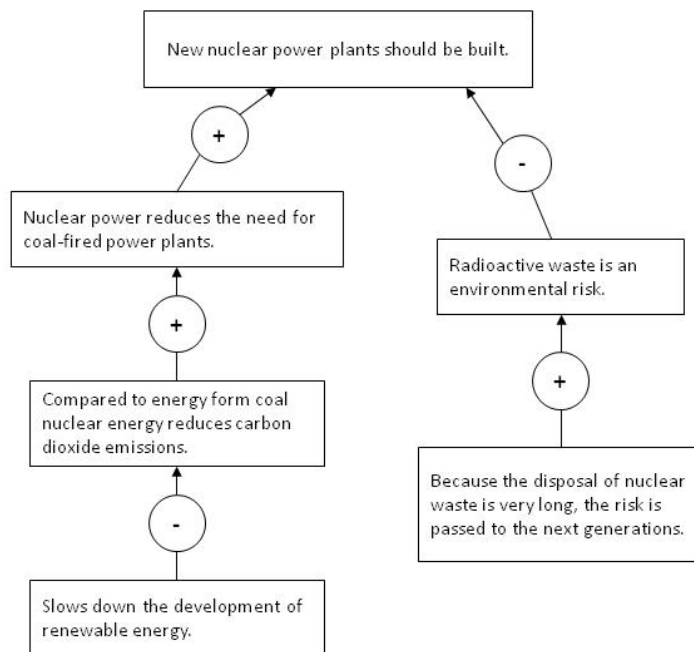 New nuclear power plants should be built.
+
-
Nuclear power reduces the need for
coal-fired power plants.
Radioactive waste is an
environmental risk.
+
+
Compared to energy form coal
nuclear energy reduces carbon
dioxide emissions.
Because the disposal of nuclear
waste is very long, the risk is
passed to the next generations.
-
Slows down the development of
renewable energy.